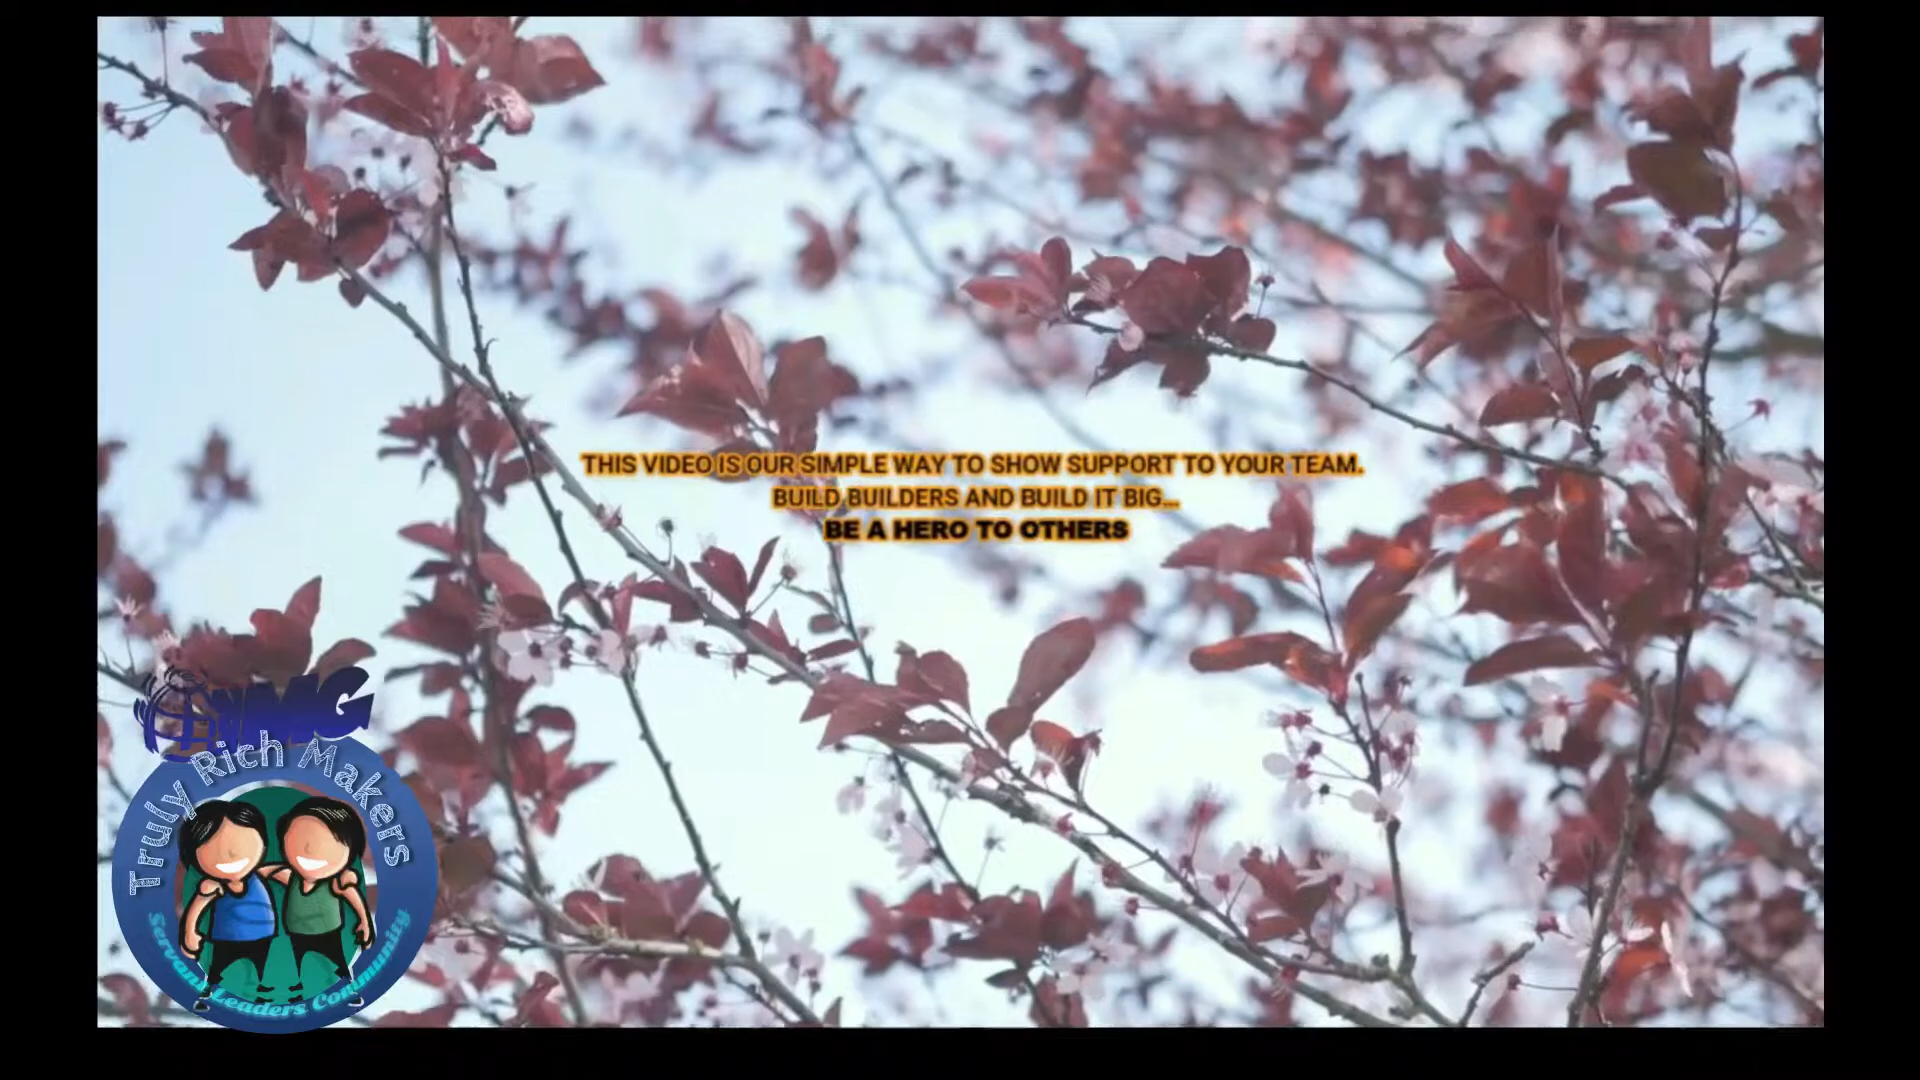 THIS VIDEO IS OUR SIMPLE WAY TO SHOW SUPPORT TO YOUR TEAM.
BUILD BUILDERS AND BUILD IT BIG...
BE A HERO TO OTHERS
IMG
Truly Rich Makers
Servant Leaders Community